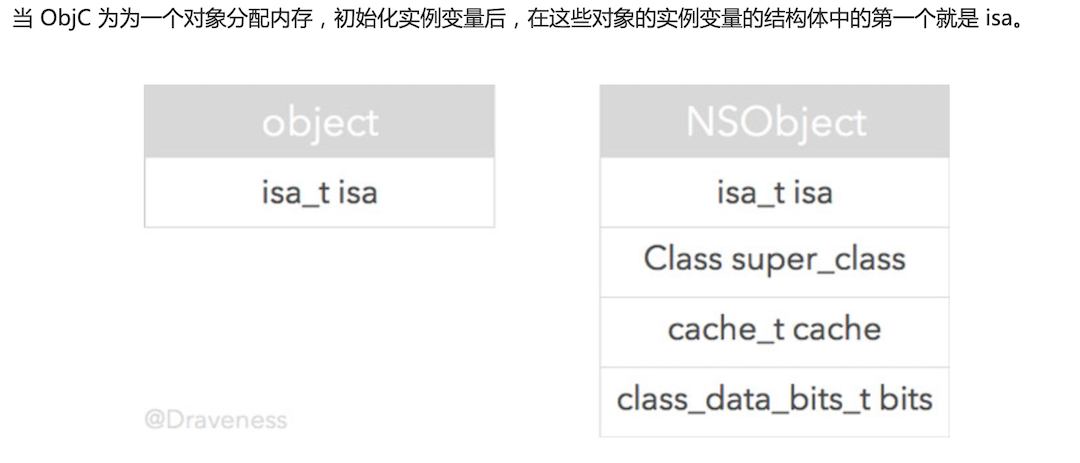 当 ObjC 为为一个对象分配内存，初始化实例变量后，在这些对象的实例变量的结构体中的第一个就是 isa。
object
isa_t isa
NSObject
isa_t isa
Class super_class
cache_t cache
class_data_bits_t bits
@Draveness